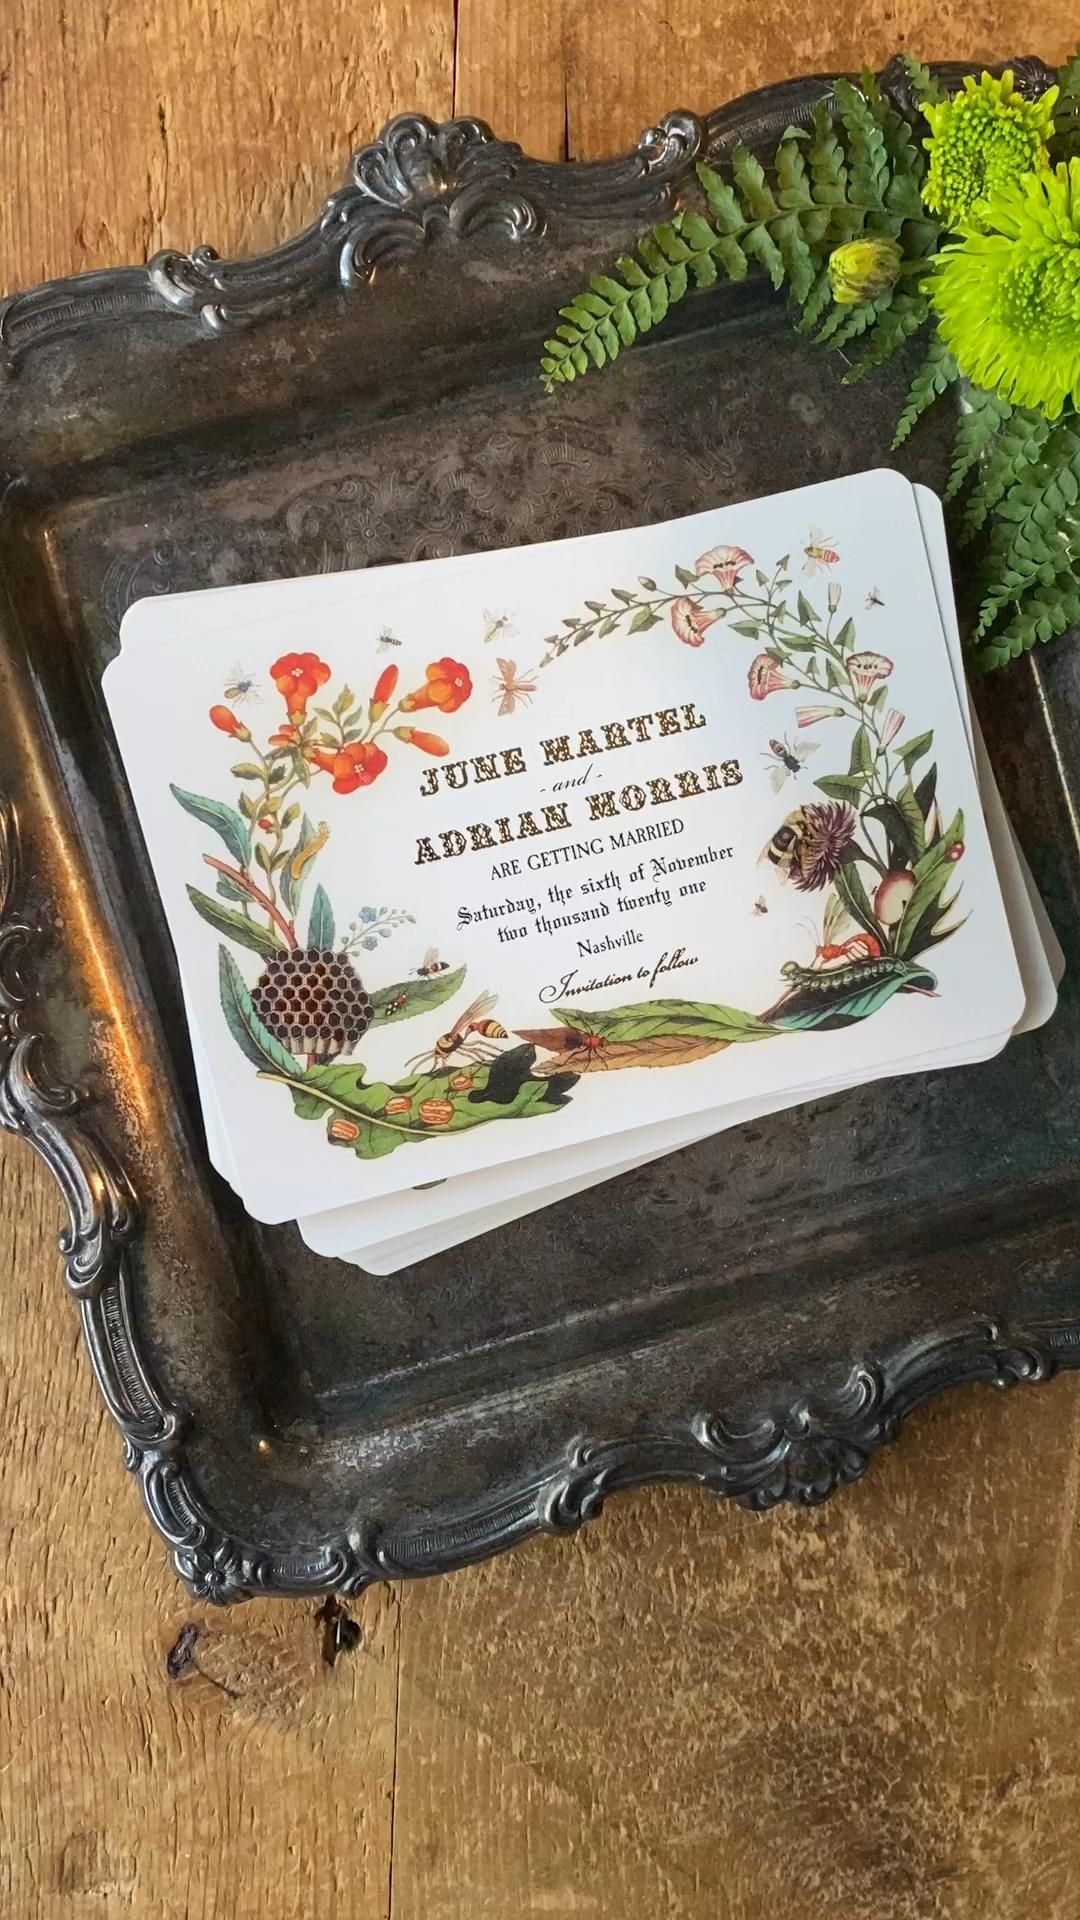 JUNE MARTEL
- and -
ADRIAN MORRIS
ARE GETTING MARRIED
Saturday, the sixth of November
two thousand twenty one
Nashville
Invitation to follow